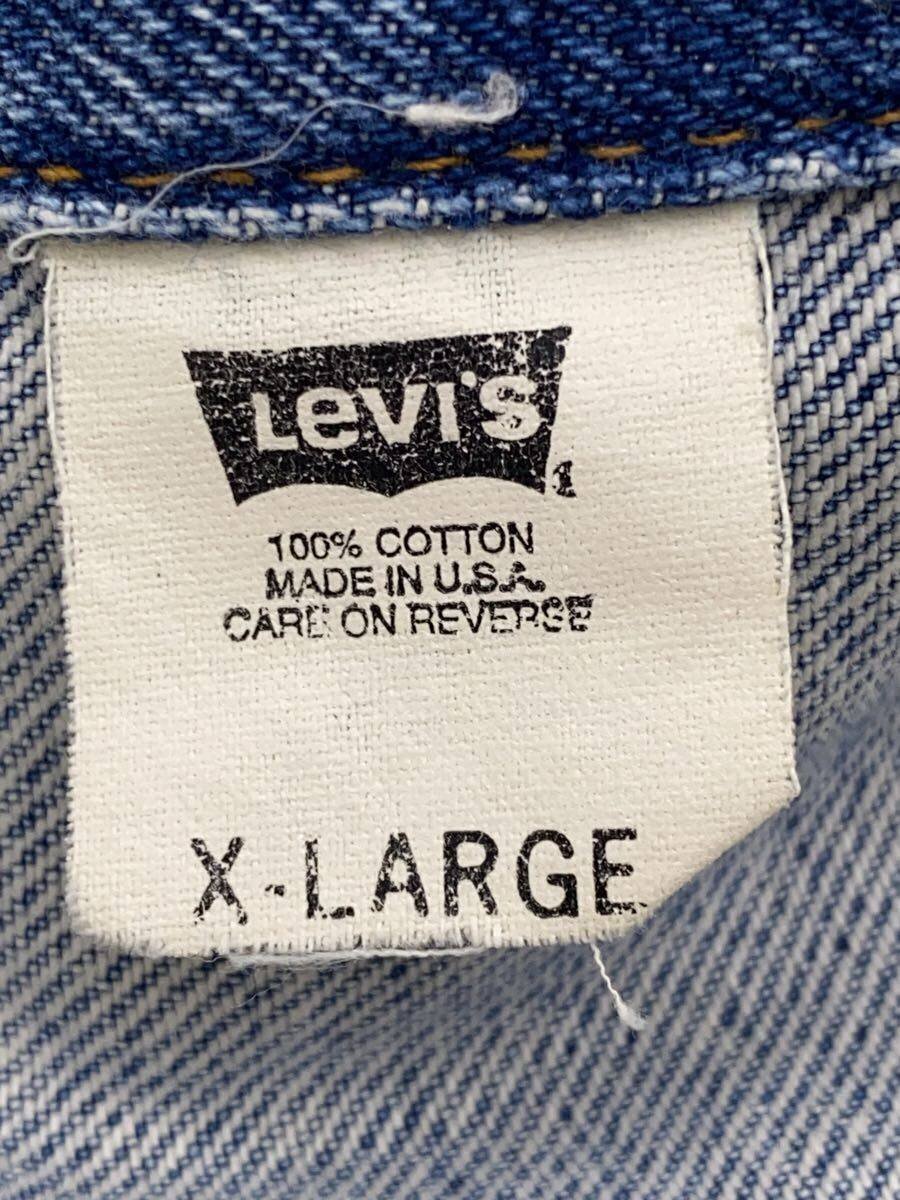 Levi's
100% COTTON
MADE IN U.S.A.
CARE ON REVERSE
X-LARGE